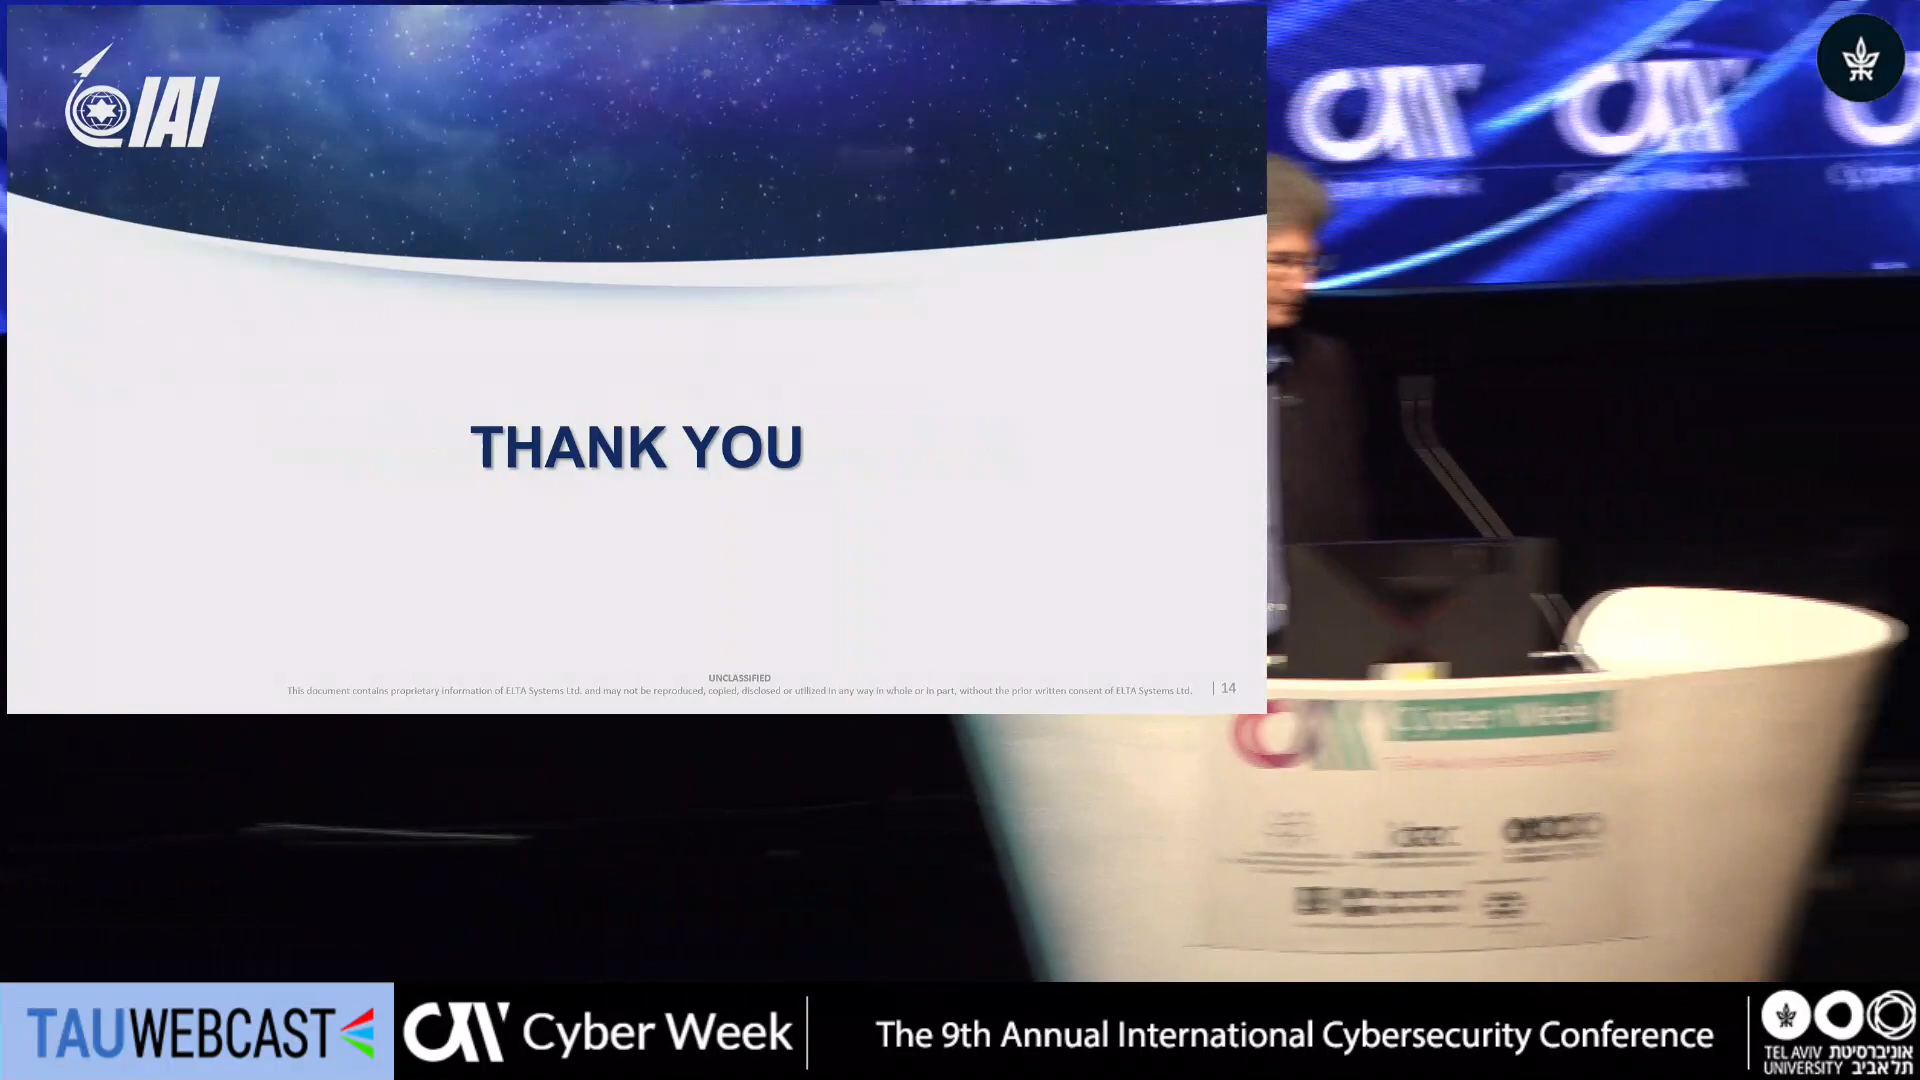 IAI
THANK YOU
UNCLASSIFIED
This document contains proprietary information of ELTA Systems Ltd. and may not be reproduced, copied, disclosed or utilized in any way in whole or in part, without the prior written consent of ELTA Systems Ltd.
14
TAUWEBCAST
Cyber Week
The 9th Annual International Cybersecurity Conference
TEL AVIV אוניברסיטת
UNIVERSITY תל אביב